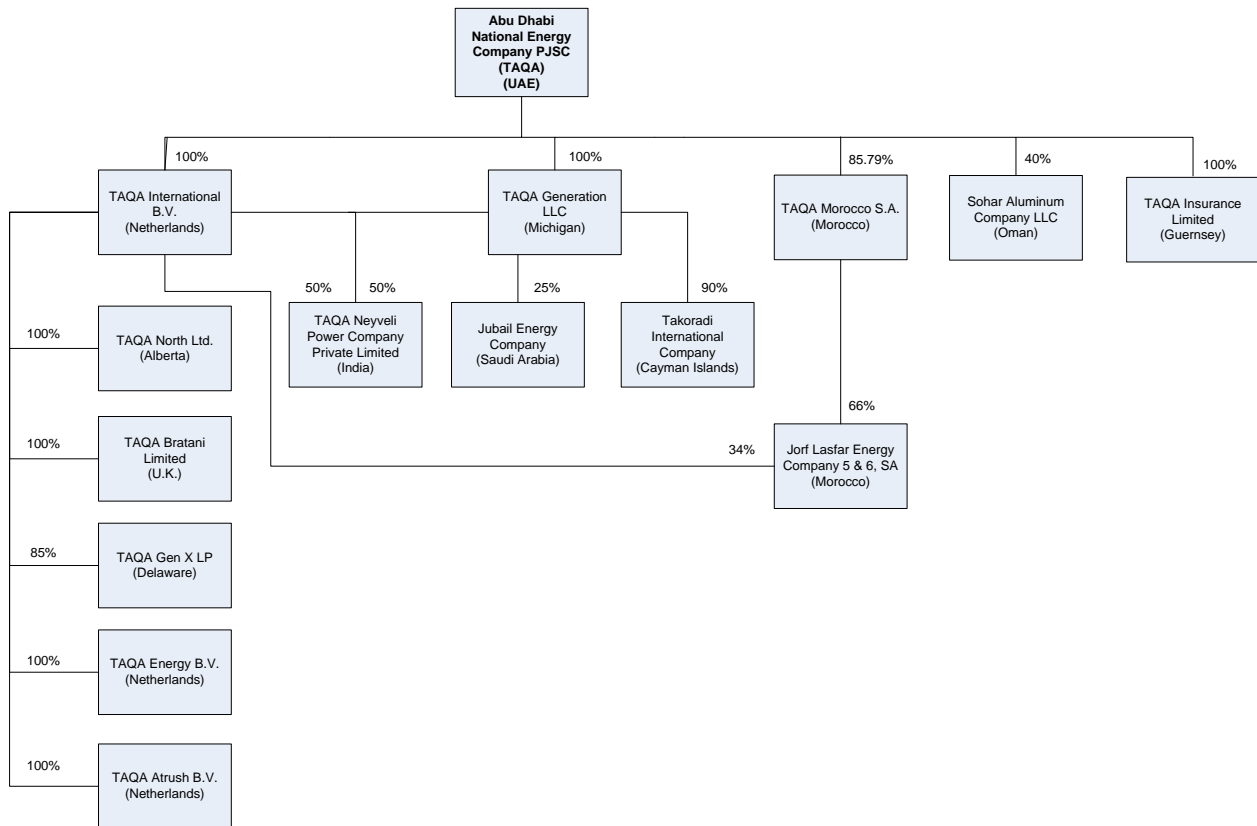 Abu Dhabi
National Energy
Company PJSC
(TAQA)
(UAE)
100%
100%
85.79%
40%
100%
TAQA International
B.V.
(Netherlands)
TAQA Generation
LLC
(Michigan)
TAQA Morocco S.A.
(Morocco)
Sohar Aluminum
Company LLC
(Oman)
TAQA Insurance
Limited
(Guernsey)
50%
50%
25%
90%
100%
TAQA North Ltd.
(Alberta)
TAQA Neyveli
Power Company
Private Limited
(India)
Jubail Energy
Company
(Saudi Arabia)
Takoradi
International
Company
(Cayman Islands)
66%
100%
TAQA Bratani
Limited
(U.K.)
34%
Jorf Lasfar Energy
Company 5 & 6, SA
(Morocco)
85%
TAQA Gen X LP
(Delaware)
100%
TAQA Energy B.V.
(Netherlands)
100%
TAQA Atrush B.V.
(Netherlands)